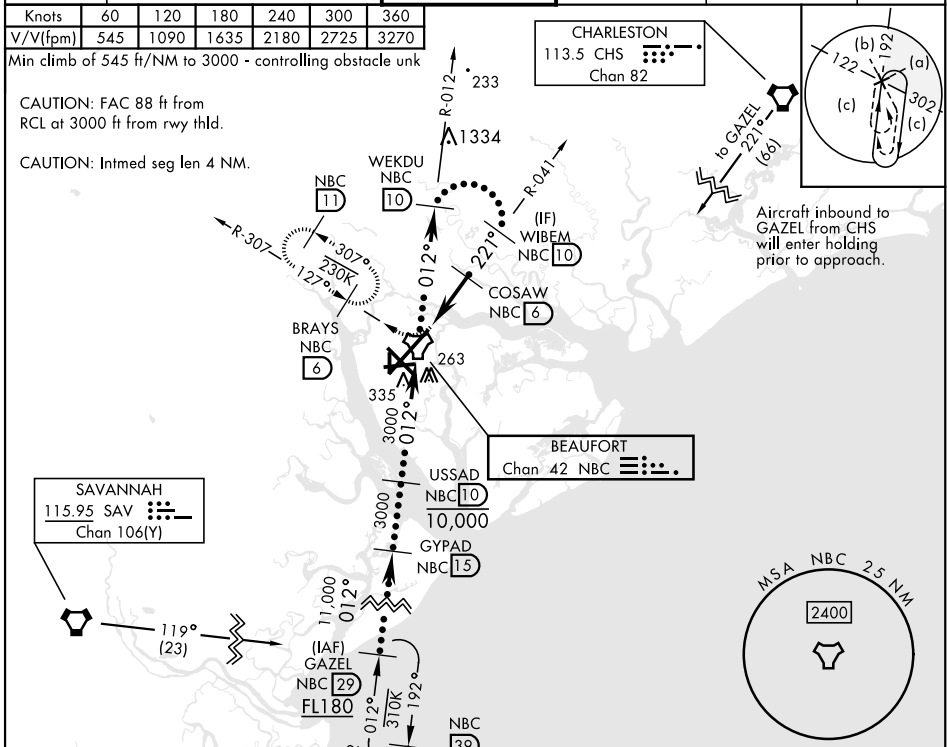 Knots 60 120 180 240 300 360
V/V(fpm) 545 1090 1635 2180 2725 3270
Min climb of 545 ft/NM to 3000 - controlling obstacle unk
CAUTION: FAC 88 ft from
RCL at 3000 ft from rwy thld.
CAUTION: Intmed seg len 4 NM.
CHARLESTON
113.5 CHS
Chan 82
to GAZEL
221°
(66)
Aircraft inbound to
GAZEL from CHS
will enter holding
prior to approach.
(b)
192
(a)
122
302
(c)
(c)
R-012
233
1334
WEKDU
NBC
10
R-041
NBC
11
(IF)
WIBEM
NBC 10
R-307
307°
230K
127°
012°
221°
COSAW
NBC 6
BRAYS
NBC
6
263
335
3000
012°
BEAUFORT
Chan 42 NBC
USSAD
NBC 10
10,000
3000
GYPAD
NBC 15
SAVANNAH
115.95 SAV
Chan 106(Y)
119°
(23)
11,000
012°
(IAF)
GAZEL
NBC 29
FL180
012°
310K
192°
NBC
39
MSA NBC 25 NM
2400